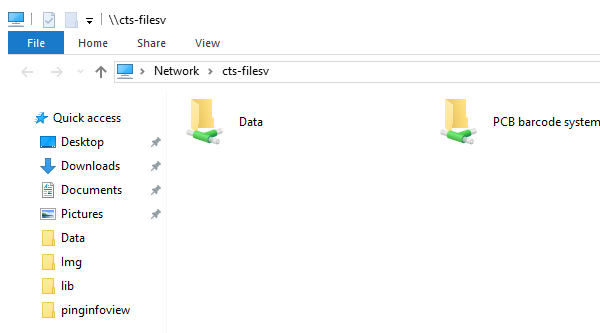 \\cts-filesv
File Home Share View
Network cts-filesv
Quick access
Desktop
Downloads
Documents
Pictures
Data
Img
lib
pinginfoview
Data
PCB barcode system